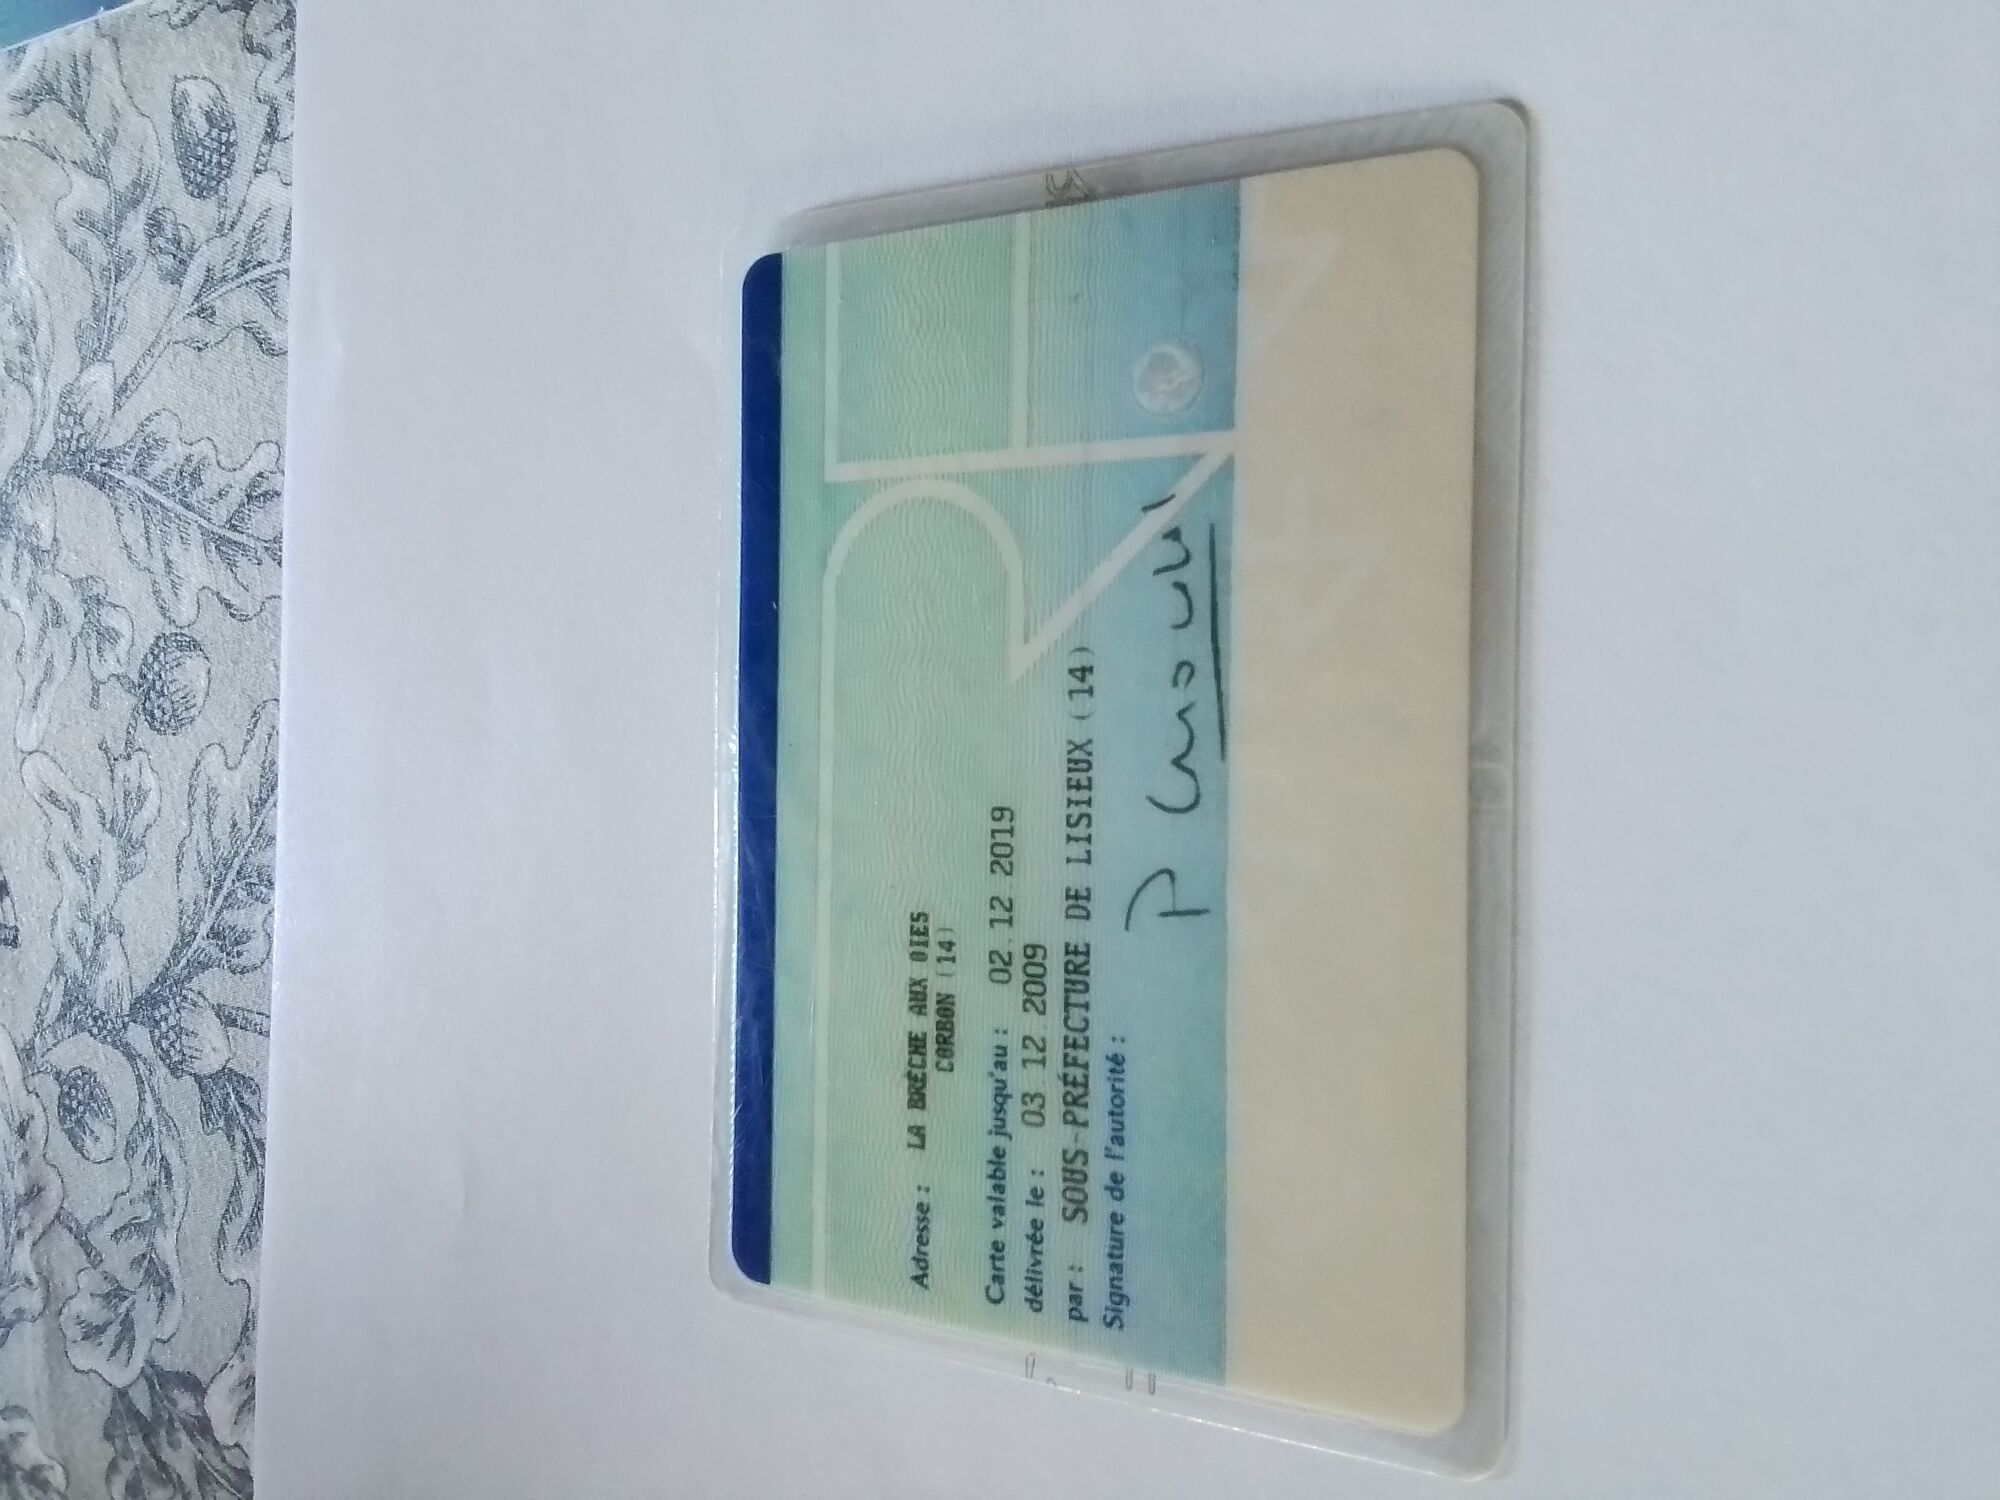 Adresse : LA BRÈCHE AUX OIES
CORBON (14)
Carte valable jusqu'au : 02.12.2019
délivrée le : 03.12.2009
par : SOUS-PRÉFECTURE DE LISIEUX (14)
Signature de l'autorité :